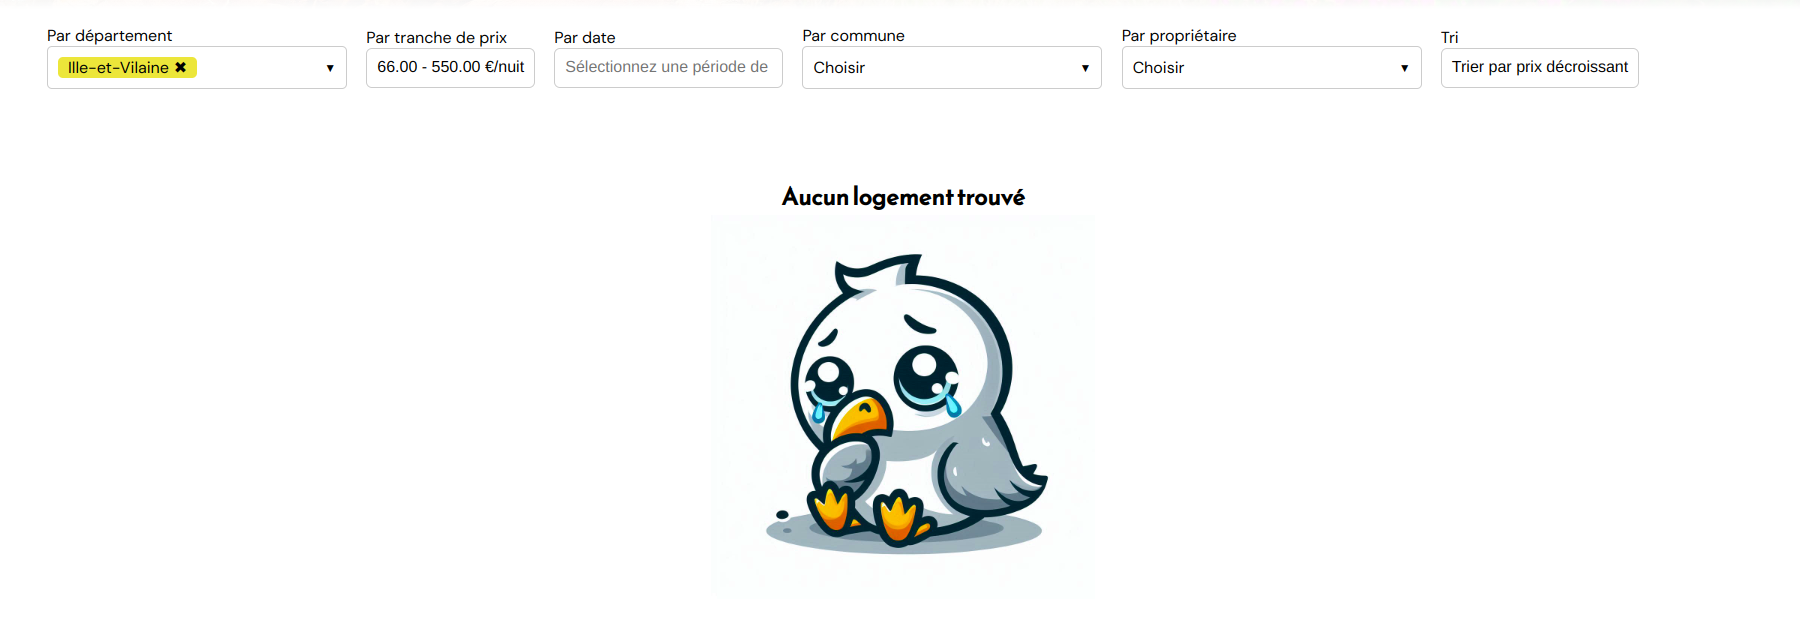 Par département
Ille-et-Vilaine ✖
Par tranche de prix
66.00 - 550.00 €/nuit
Par date
Sélectionnez une période de
Par commune
Choisir
Par propriétaire
Choisir
Tri
Trier par prix décroissant
Aucun logement trouvé